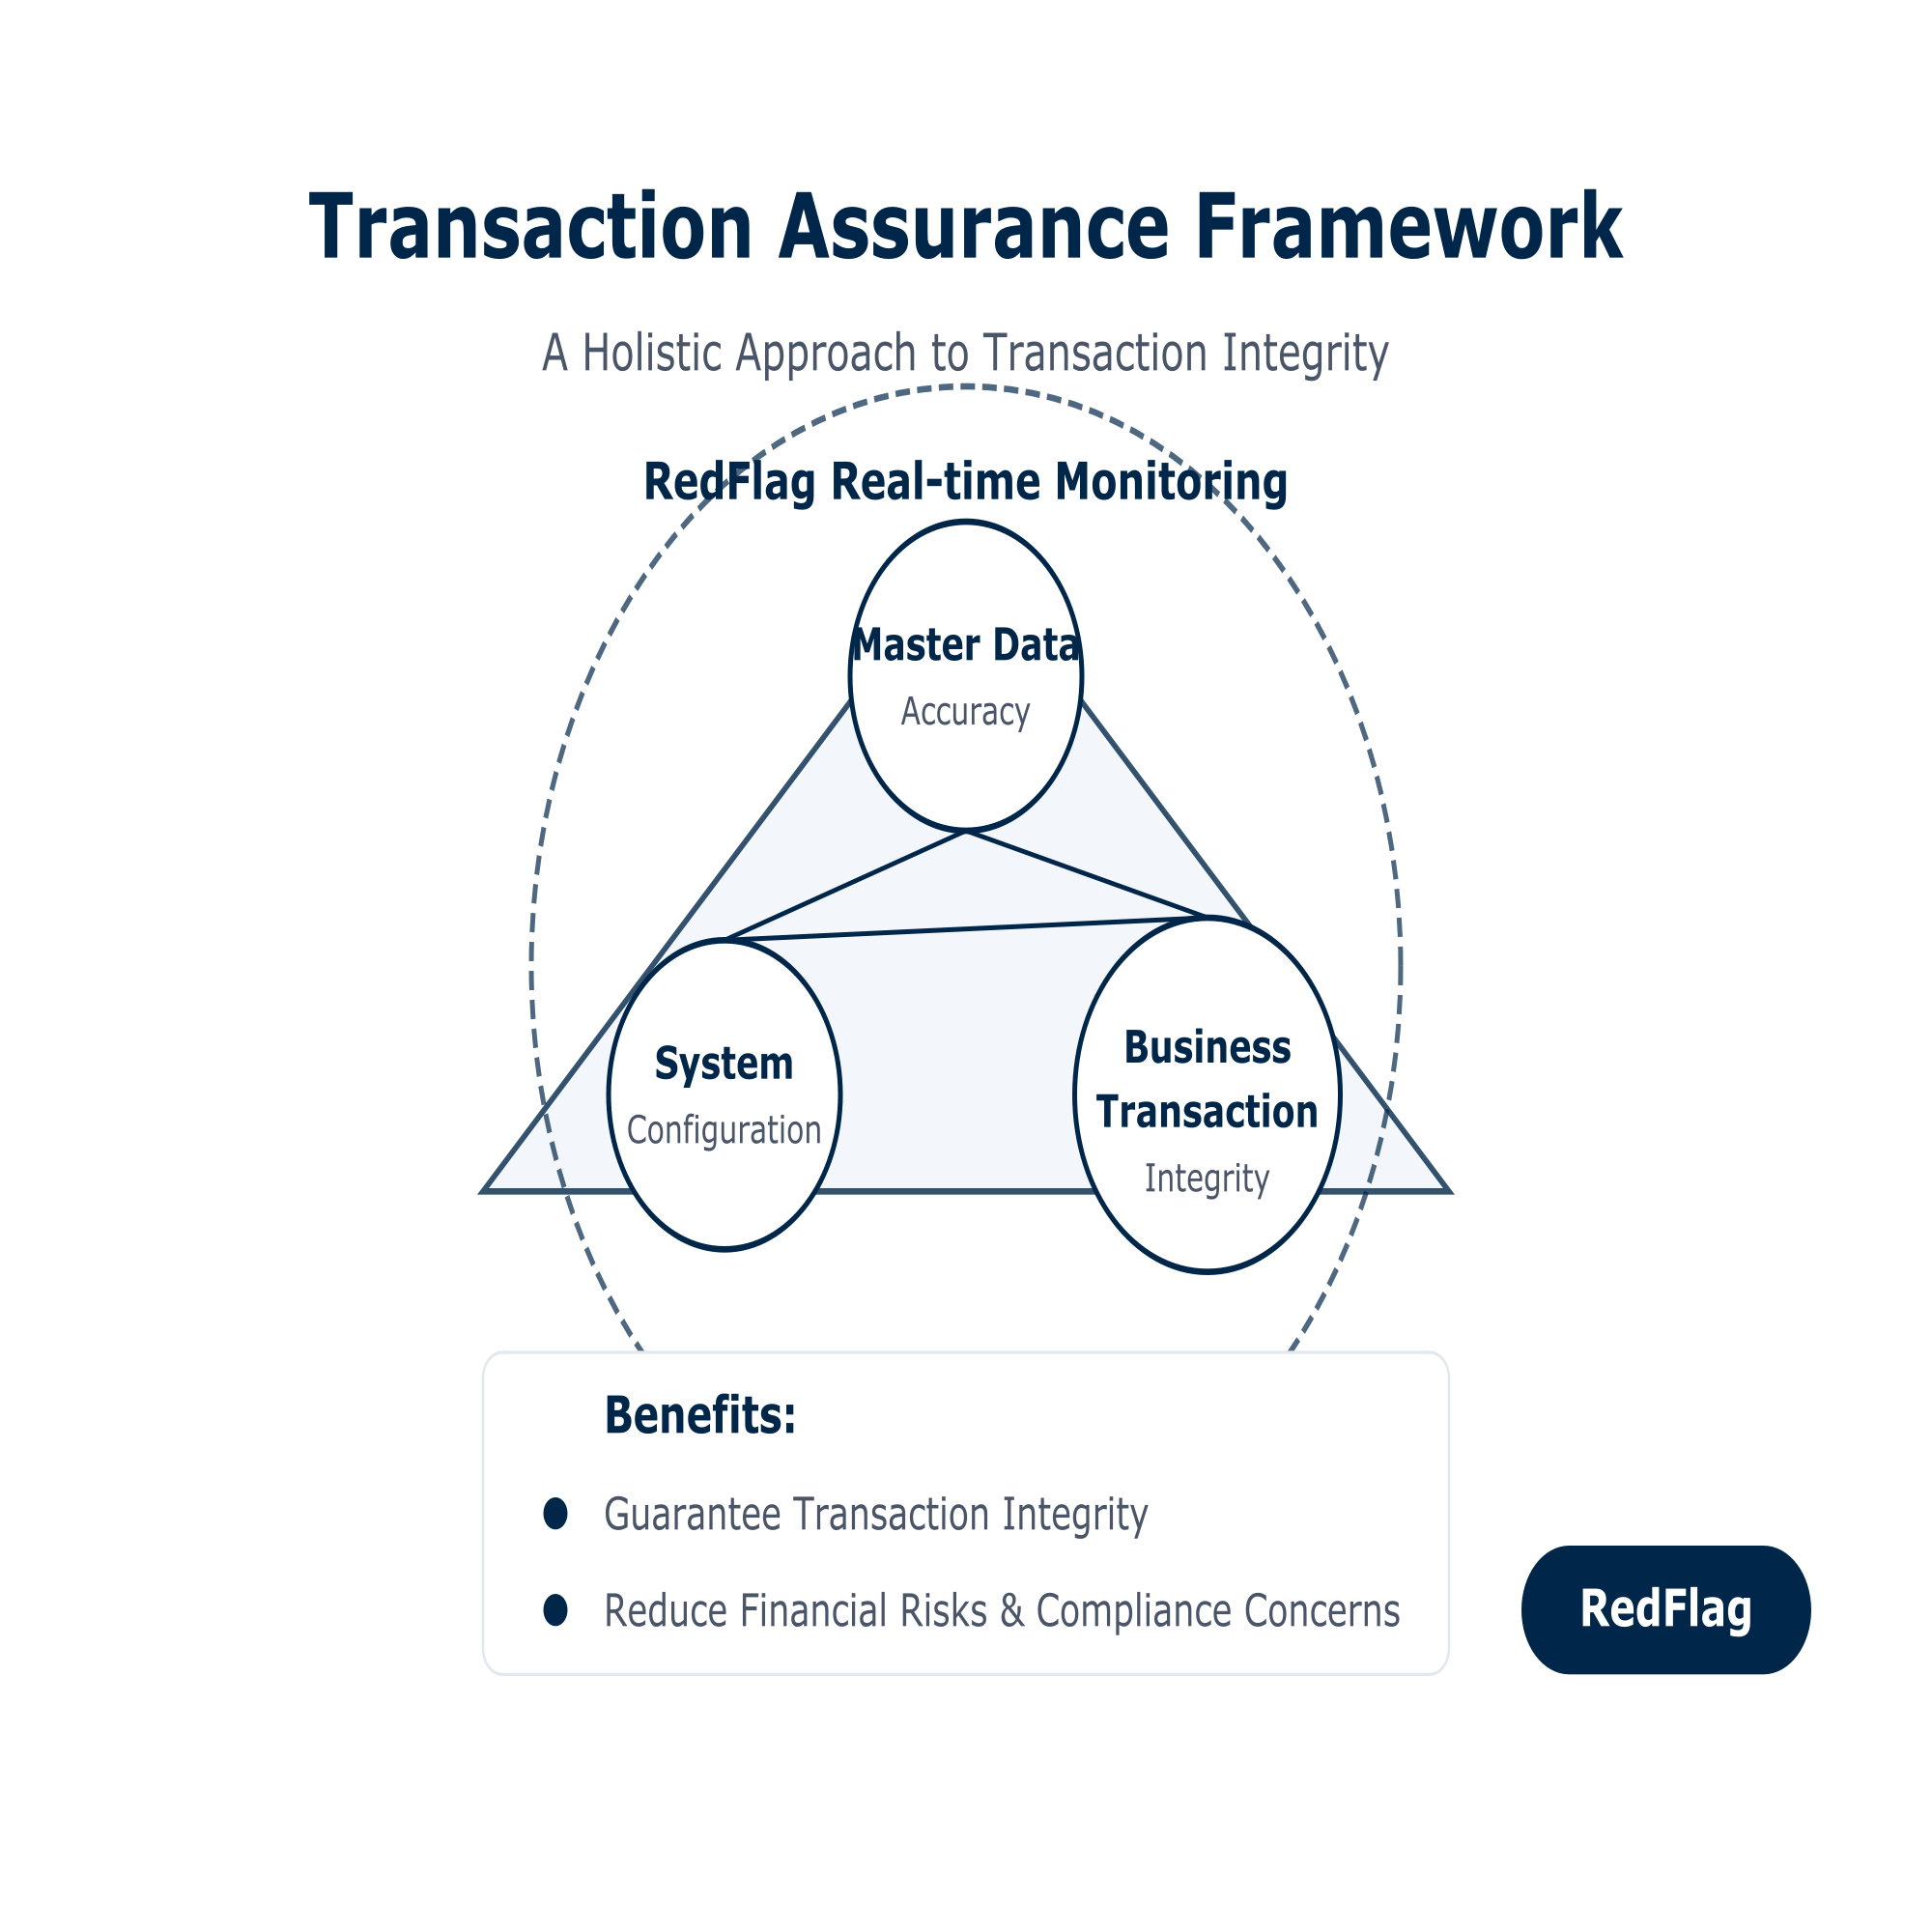 Transaction Assurance Framework
A Holistic Approach to Transaction Integrity
RedFlag Real-time Monitoring
Master Data
Accuracy
System
Configuration
Business
Transaction
Integrity
Benefits:
Guarantee Transaction Integrity
Reduce Financial Risks & Compliance Concerns
RedFlag